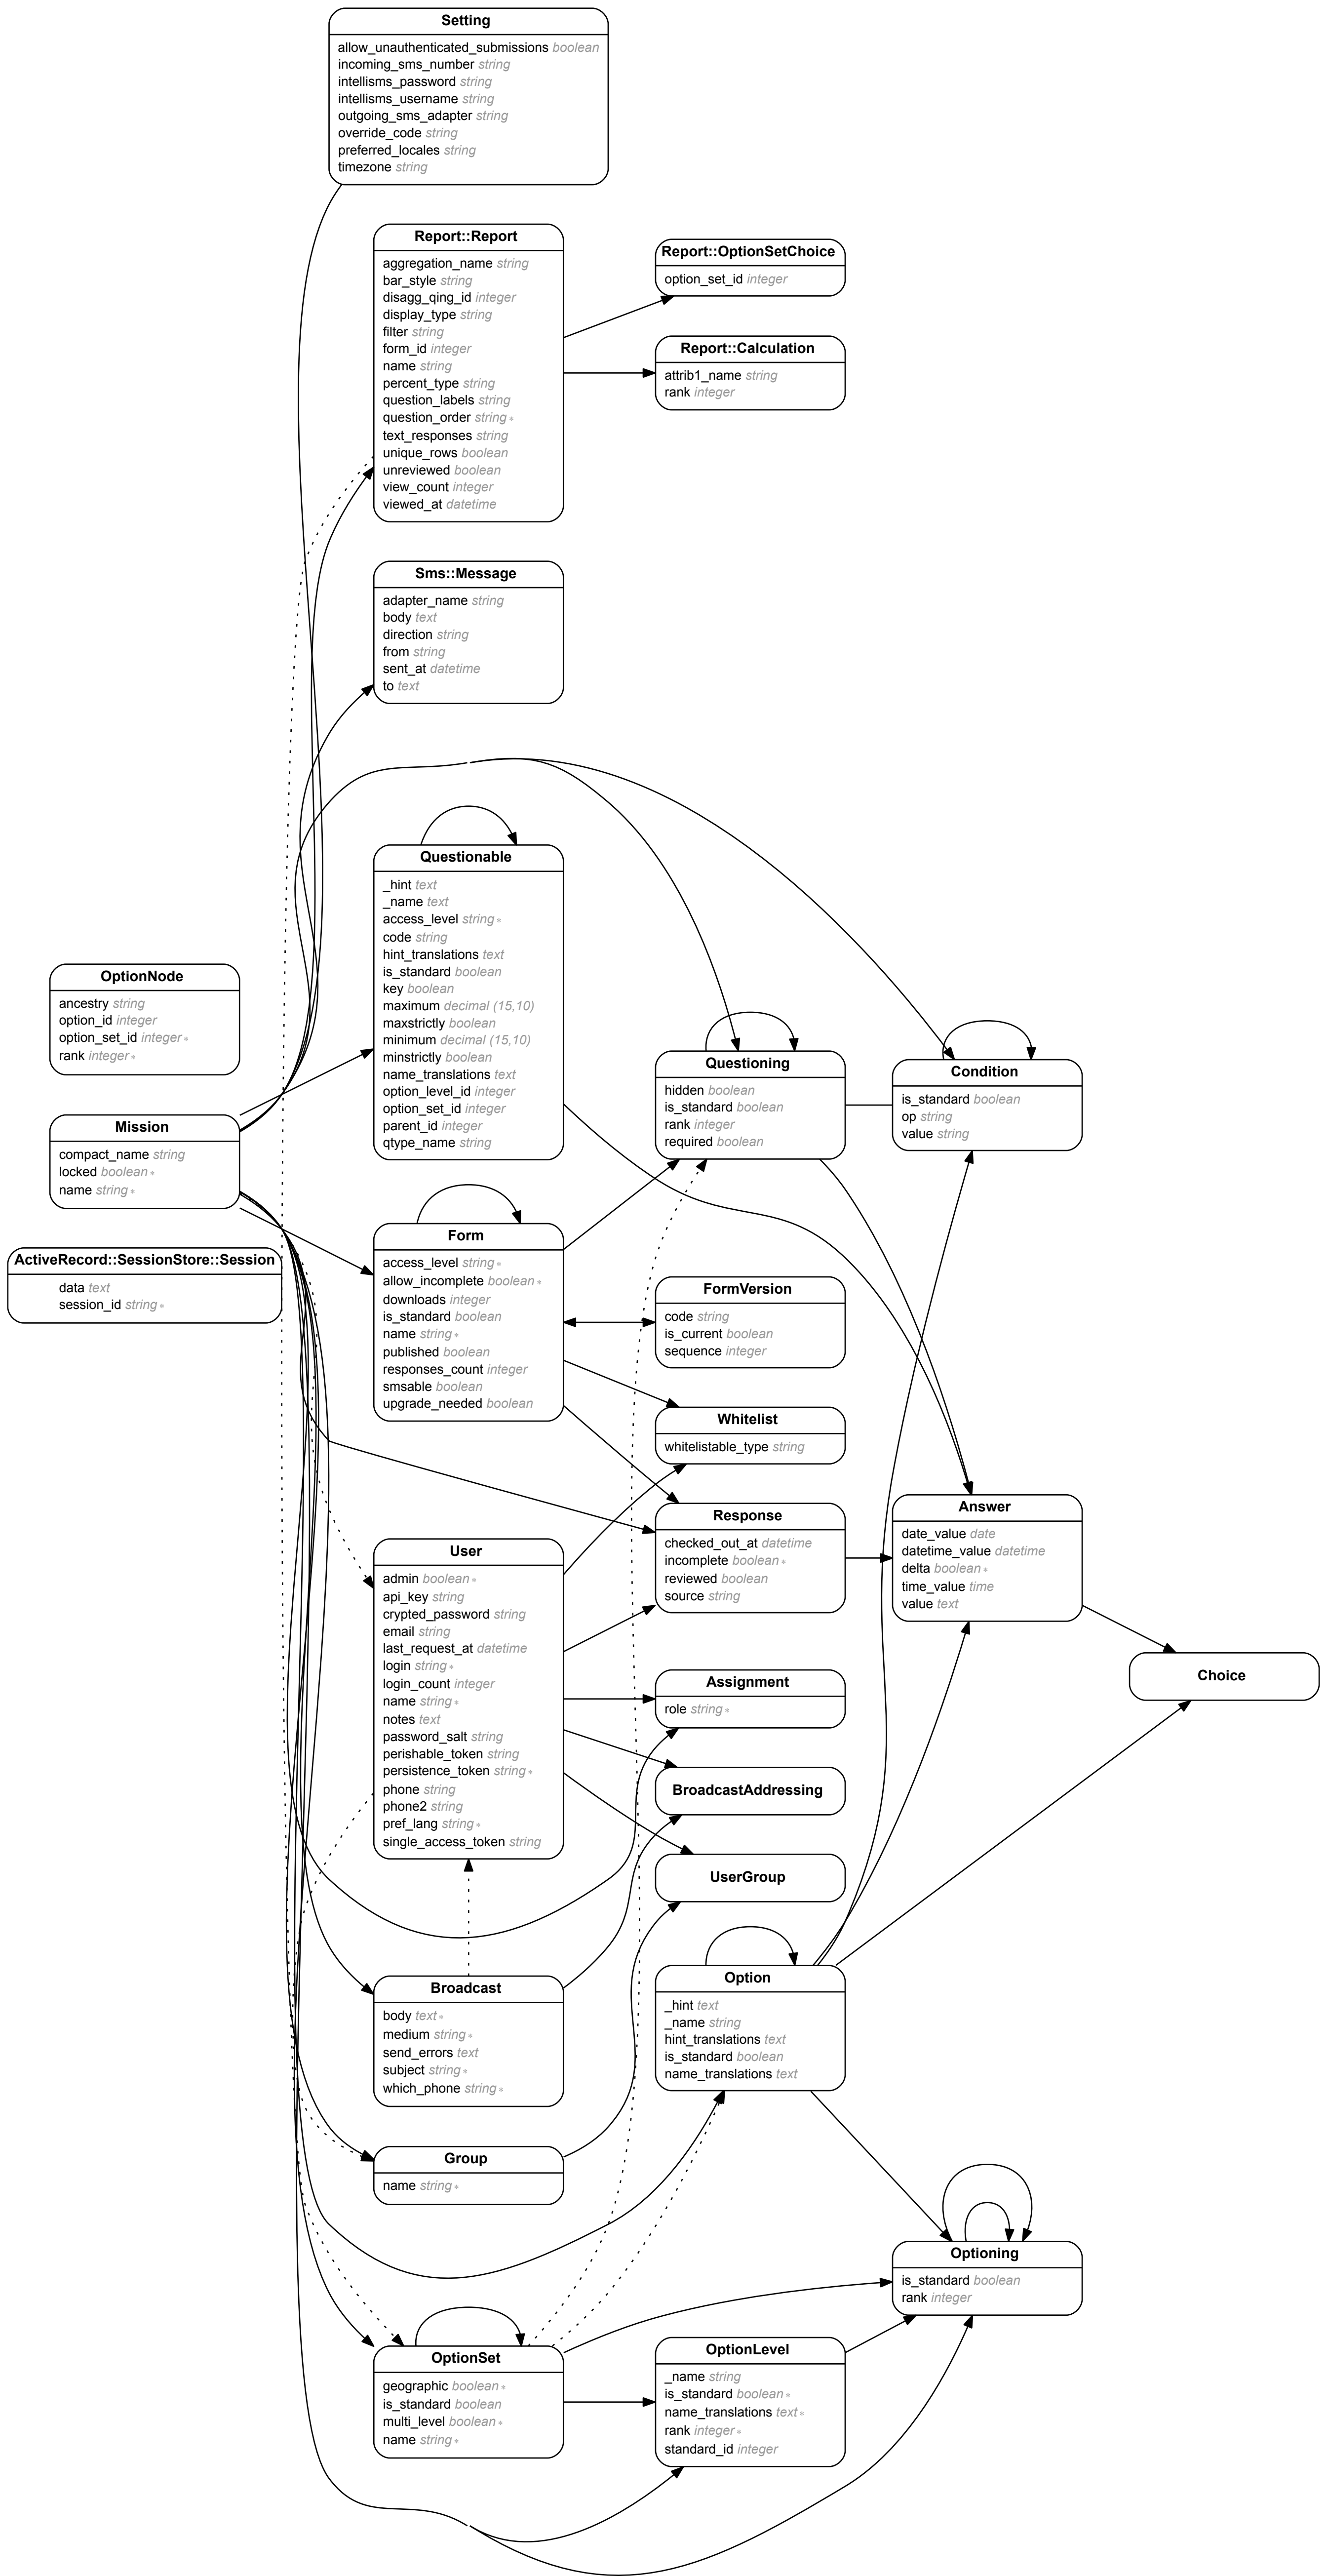 Setting
allow_unauthenticated_submissions boolean
incoming_sms_number string
intellisms_password string
intellisms_username string
outgoing_sms_adapter string
override_code string
preferred_locales string
timezone string
Report::Report
aggregation_name string
bar_style string
disagg_qing_id integer
display_type string
filter string
form_id integer
name string
percent_type string
question_labels string
question_order string *
text_responses string
unique_rows boolean
unreviewed boolean
view_count integer
viewed_at datetime
Report::OptionSetChoice
option_set_id integer
Report::Calculation
attrib1_name string
rank integer
Sms::Message
adapter_name string
body text
direction string
from string
sent_at datetime
to text
Questionable
_hint text
_name text
access_level string *
code string
hint_translations text
is_standard boolean
key boolean
maximum decimal (15,10)
maxstrictly boolean
minimum decimal (15,10)
minstrictly boolean
name_translations text
option_level_id integer
option_set_id integer
parent_id integer
qtype_name string
OptionNode
ancestry string
option_id integer
option_set_id integer *
rank integer *
Mission
compact_name string
locked boolean *
name string *
ActiveRecord::SessionStore::Session
data text
session_id string *
Questioning
hidden boolean
is_standard boolean
rank integer
required boolean
Condition
is_standard boolean
op string
value string
Form
access_level string *
allow_incomplete boolean *
downloads integer
is_standard boolean
name string *
published boolean
responses_count integer
smsable boolean
upgrade_needed boolean
FormVersion
code string
is_current boolean
sequence integer
Whitelist
whitelistable_type string
Response
checked_out_at datetime
incomplete boolean *
reviewed boolean
source string
Answer
date_value date
datetime_value datetime
delta boolean *
time_value time
value text
User
admin boolean *
api_key string
crypted_password string
email string
last_request_at datetime
login string *
login_count integer
name string *
notes text
password_salt string
perishable_token string
persistence_token string *
phone string
phone2 string
pref_lang string *
single_access_token string
Assignment
role string *
Choice
BroadcastAddressing
UserGroup
Broadcast
body text *
medium string *
send_errors text
subject string *
which_phone string *
Option
_hint text
_name string
hint_translations text
is_standard boolean
name_translations text
Group
name string *
Optioning
is_standard boolean
rank integer
OptionSet
geographic boolean *
is_standard boolean
multi_level boolean *
name string *
OptionLevel
_name string
is_standard boolean *
name_translations text *
rank integer *
standard_id integer